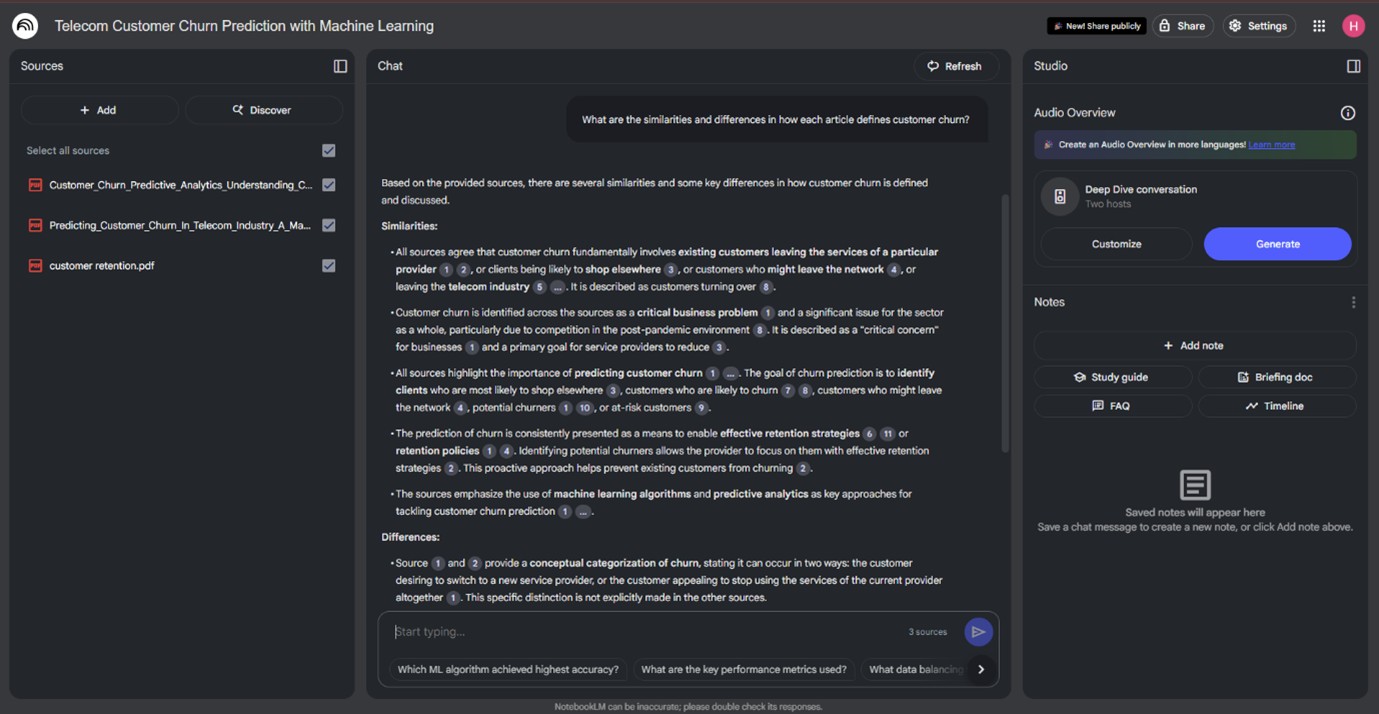 Telecom Customer Churn Prediction with Machine Learning
New! Share publicly
Share
Settings
H
Sources
Add
Discover
Select all sources
PDF
Customer_Churn_Predictive_Analytics_Understanding_C...
PDF
Predicting_Customer_Churn_In_Telecom_Industry_A_Ma...
PDF
customer retention.pdf
Chat
Refresh
What are the similarities and differences in how each article defines customer churn?
Based on the provided sources, there are several similarities and some key differences in how customer churn is defined
and discussed.
Similarities:
• All sources agree that customer churn fundamentally involves existing customers leaving the services of a particular
provider 1 2, or clients being likely to shop elsewhere 3, or customers who might leave the network 4, or
leaving the telecom industry 5 .... It is described as customers turning over 8.
• Customer churn is identified across the sources as a critical business problem 1 and a significant issue for the sector
as a whole, particularly due to competition in the post-pandemic environment 8. It is described as a "critical concern"
for businesses 1 and a primary goal for service providers to reduce 3.
• All sources highlight the importance of predicting customer churn 1 .... The goal of churn prediction is to identify
clients who are most likely to shop elsewhere 3, customers who are likely to churn 7 8, customers who might leave
the network 4, potential churners 1 10, or at-risk customers 9.
• The prediction of churn is consistently presented as a means to enable effective retention strategies 6 11 or
retention policies 1 4. Identifying potential churners allows the provider to focus on them with effective retention
strategies 2. This proactive approach helps prevent existing customers from churning 2.
• The sources emphasize the use of machine learning algorithms and predictive analytics as key approaches for
tackling customer churn prediction 1 ....
Differences:
• Source 1 and 2 provide a conceptual categorization of churn, stating it can occur in two ways: the customer
desiring to switch to a new service provider, or the customer appealing to stop using the services of the current provider
altogether 1. This specific distinction is not explicitly made in the other sources.
Start typing...
3 sources
Which ML algorithm achieved highest accuracy?
What are the key performance metrics used?
What data balancing
NotebookLM can be inaccurate; please double check its responses.
Studio
Audio Overview
Create an Audio Overview in more languages! Learn more
Deep Dive conversation
Two hosts
Customize
Generate
Notes
Add note
Study guide
Briefing doc
FAQ
Timeline
Saved notes will appear here
Save a chat message to create a new note, or click Add note above.